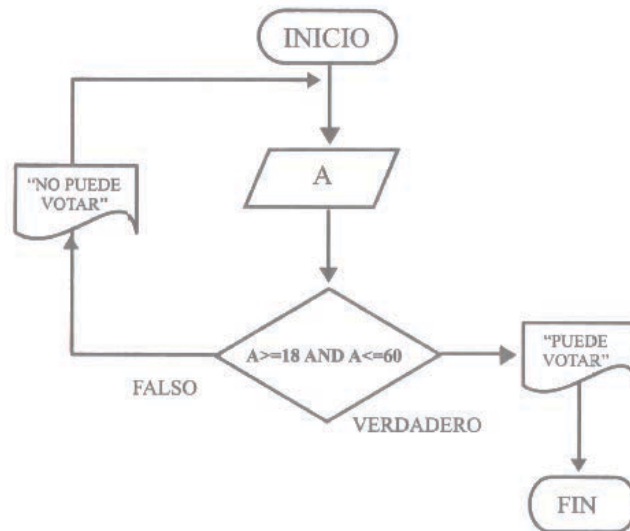 INICIO
"NO PUEDE
VOTAR"
A
A>=18 AND A<=60
"PUEDE
VOTAR"
FALSO
VERDADERO
FIN